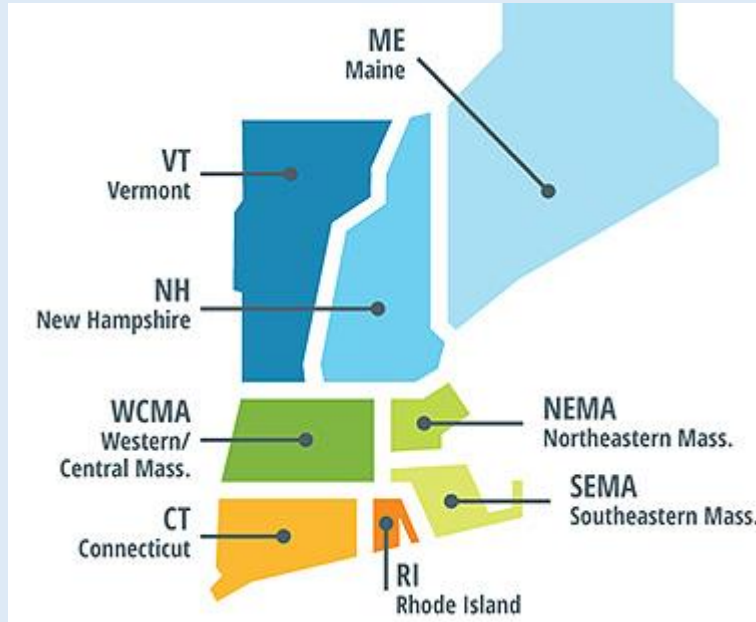 ME
Maine
VT
Vermont
NH
New Hampshire
WCMA
Western/
Central Mass.
NEMA
Northeastern Mass.
SEMA
Southeastern Mass.
CT
Connecticut
RI
Rhode Island